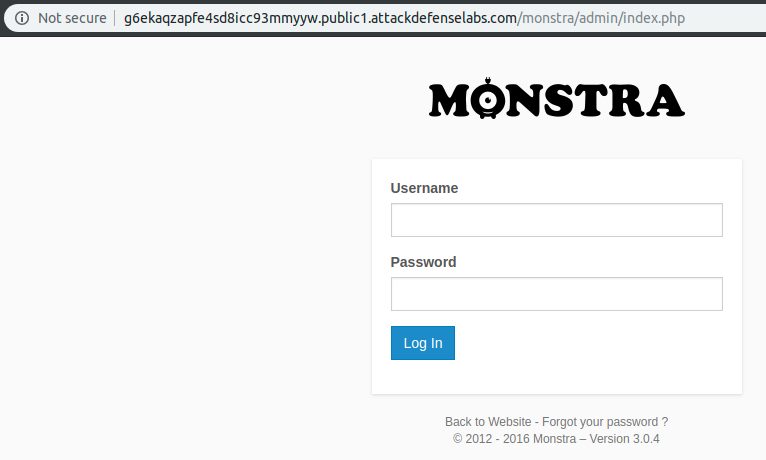 Not secure | g6ekaqzapfe4sd8icc93mmyyw.public1.attackdefenselabs.com/monstra/admin/index.php
MONSTRA
Username
Password
Log In
Back to Website - Forgot your password ?
© 2012 - 2016 Monstra – Version 3.0.4